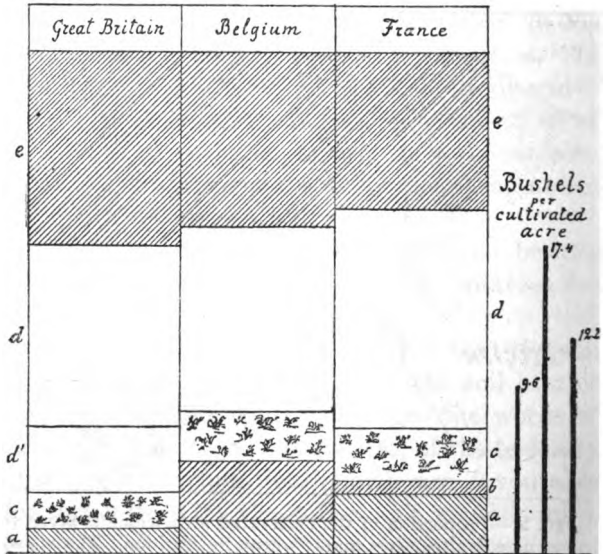 Great Britain
Belgium
France
e
d
d'
c
a
e
d
c
b
a
Bushels
per
cultivated
acre
17.4
9.6
12.2